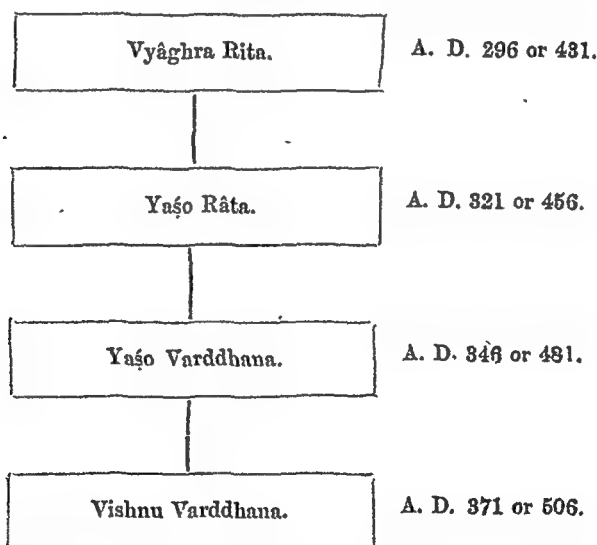 Vyâghra Rita. A. D. 296 or 431.
Yaśo Râta. A. D. 321 or 456.
Yaśo Varddhana. A. D. 346 or 481.
Vishnu Varddhana. A. D. 371 or 506.